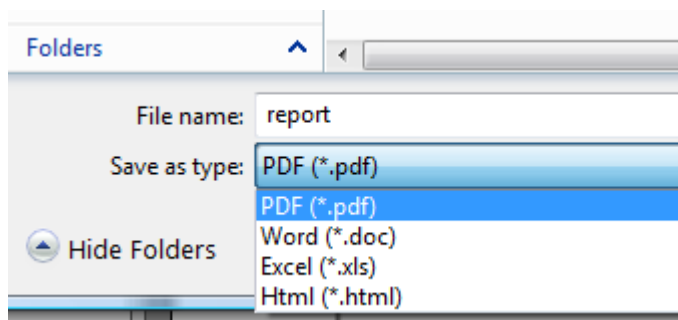 Folders
File name: report
Save as type: PDF (*.pdf)
PDF (*.pdf)
Word (*.doc)
Hide Folders
Excel (*.xls)
Html (*.html)